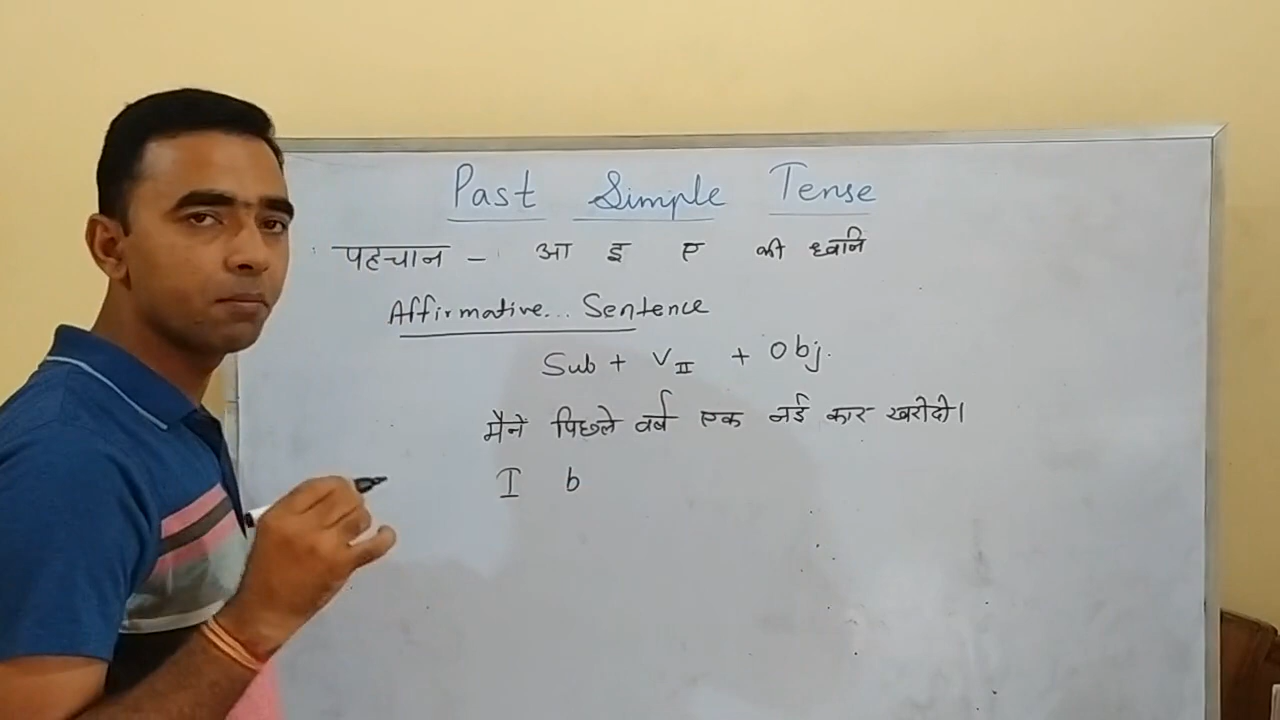 Past Simple Tense
पहचान - आ इ ए की ध्वनि
Affirmative... Sentence
Sub + VII + Obj.
मैने पिछले वर्ष एक नई कार खरीदी।
I b